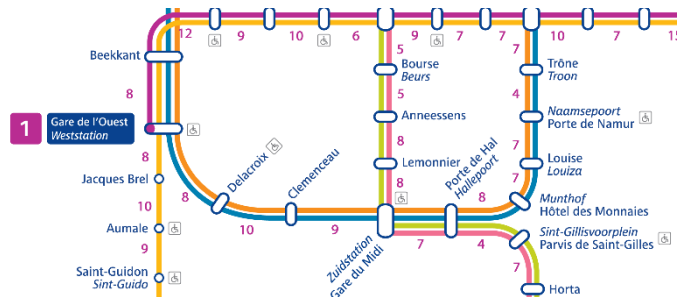 12
9
10
6
9
7
7
10
7
15
Beekkant
8
1
Gare de l'Ouest
Weststation
8
Jacques Brel
10
Aumale
9
Saint-Guidon
Sint-Guido
8
Delacroix
10
Clemenceau
9
5
Bourse
Beurs
5
Anneessens
8
Lemonnier
8
Zuidstation
Gare du Midi
7
Porte de Hal
Hallepoort
4
8
7
Trône
Troon
4
Naamsepoort
Porte de Namur
7
Louise
Louiza
7
Munthof
Hôtel des Monnaies
Sint-Gillisvoorplein
Parvis de Saint-Gilles
7
Horta